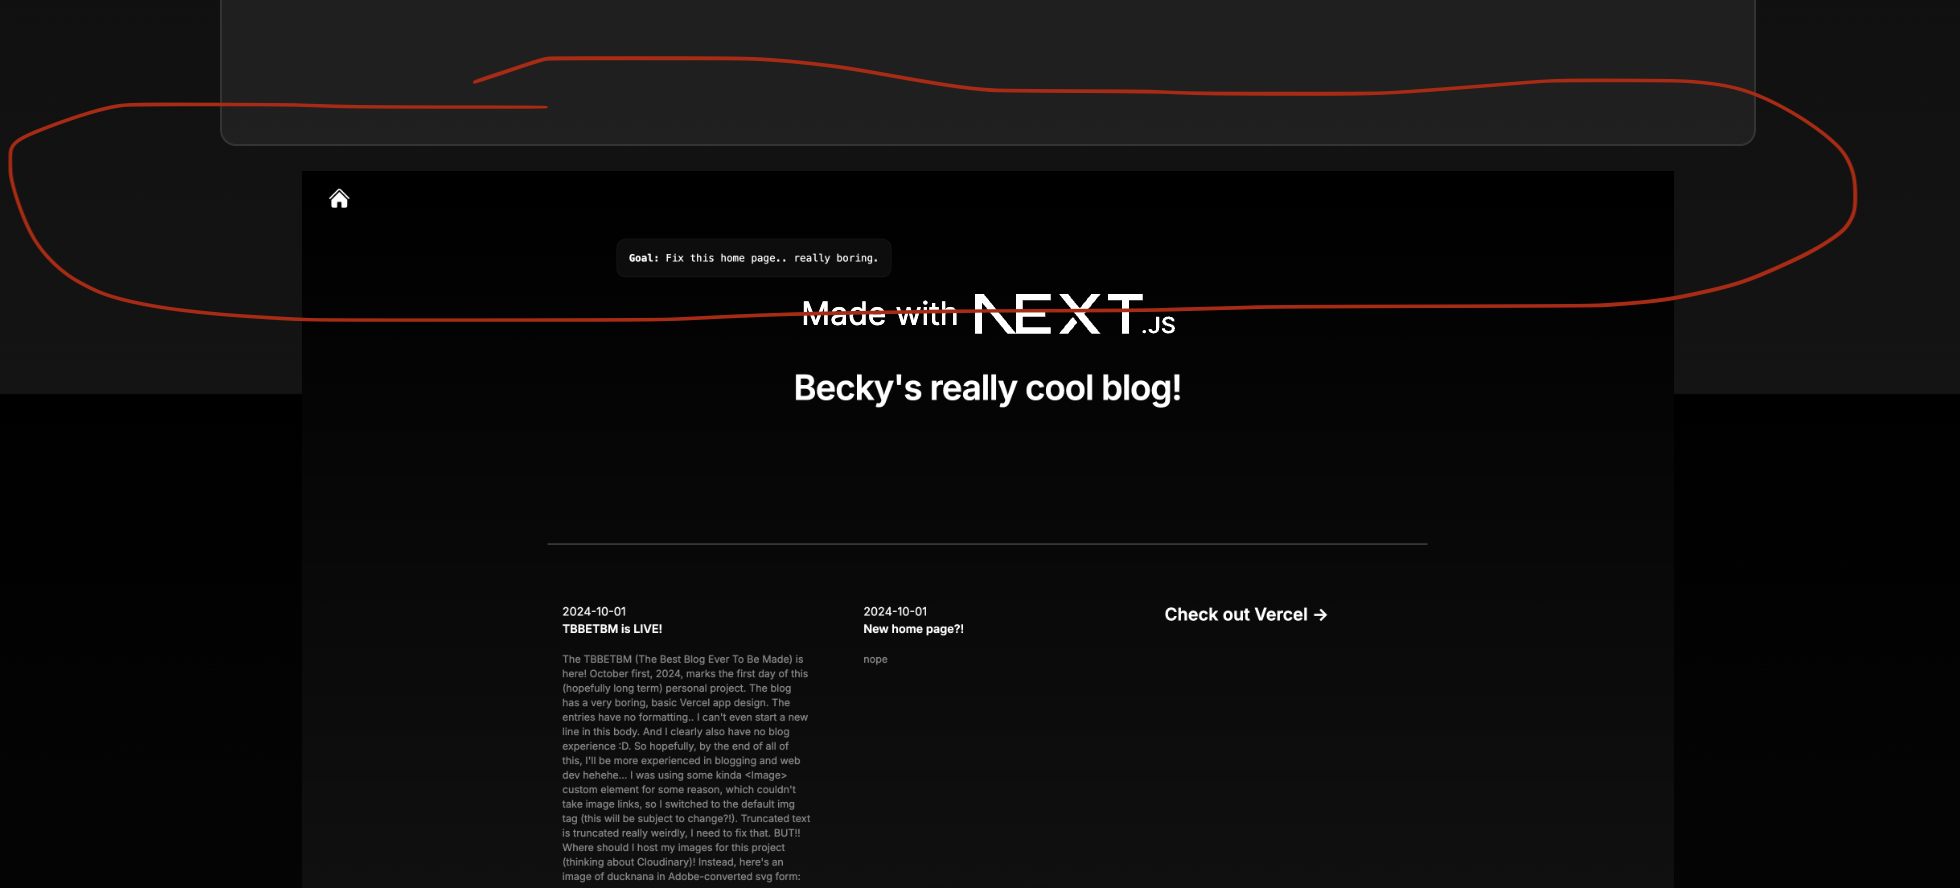 Goal: Fix this home page.. really boring.
Made with NEXT.JS
Becky's really cool blog!
2024-10-01
TBBETBM is LIVE!
The TBBETBM (The Best Blog Ever To Be Made) is
here! October first, 2024, marks the first day of this
(hopefully long term) personal project. The blog
has a very boring, basic Vercel app design. The
entries have no formatting.. I can't even start a new
line in this body. And I clearly also have no blog
experience :D. So hopefully, by the end of all of
this, I'll be more experienced in blogging and web
dev hehehe... I was using some kinda <Image>
custom element for some reason, which couldn't
take image links, so I switched to the default img
tag (this will be subject to change?!). Truncated text
is truncated really weirdly, I need to fix that. BUT!!
Where should I host my images for this project
(thinking about Cloudinary)! Instead, here's an
image of ducknana in Adobe-converted svg form:
2024-10-01
New home page?!
nope
Check out Vercel →